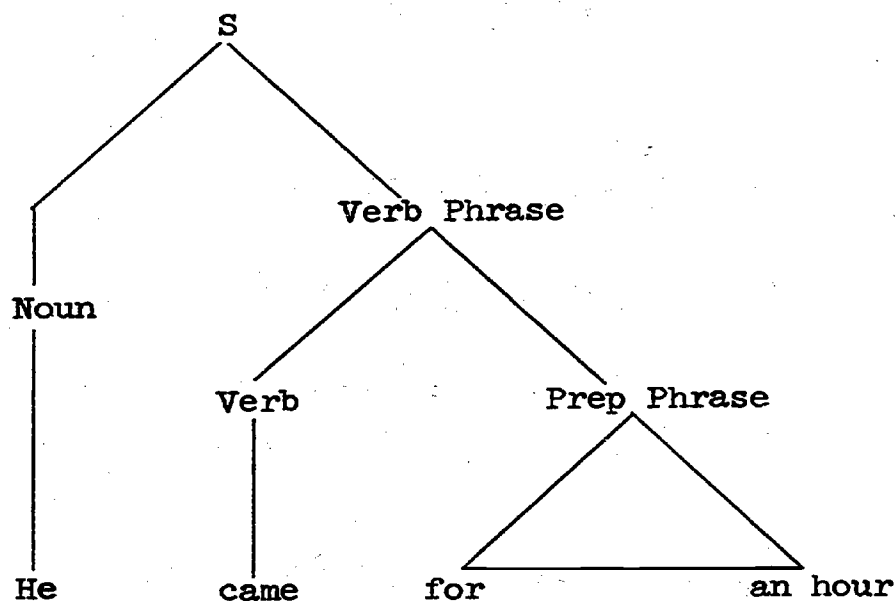 S
Verb Phrase
Noun
Verb Prep Phrase
He came for an hour